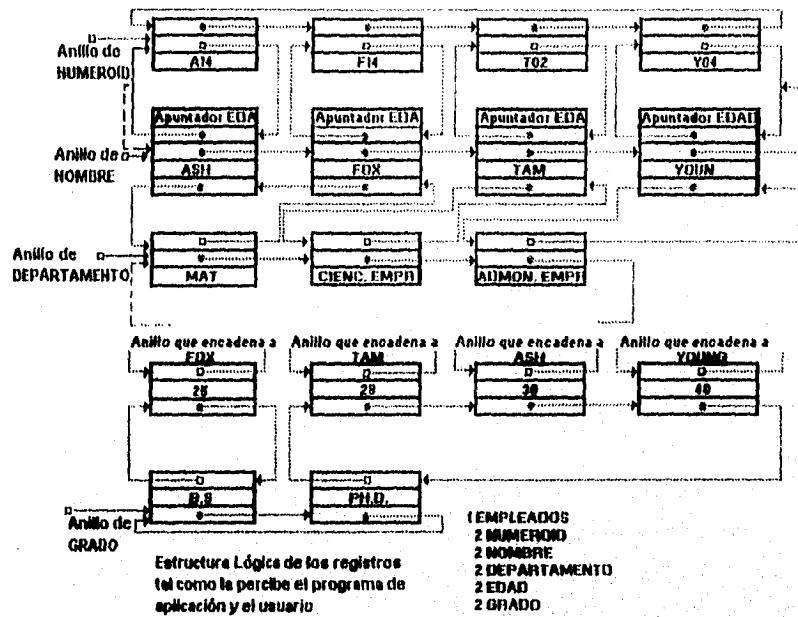 Anillo de
NUMEROID
A14
F14
T02
Y04
Apuntador EDA
Apuntador EDA
Apuntador EDA
Apuntador EDAD
Anillo de
NOMBRE
ASH
FOX
TAM
YOUN
Anillo de
DEPARTAMENTO
MAT
CIENC. EMPR
ADMON. EMPR
Anillo que encadena a
FOX
Anillo que encadena a
TAM
Anillo que encadena a
ASH
Anillo que encadena a
YOUNG
25
29
30
40
B.S
PH.D.
Anillo de
GRADO
Estructura Lógica de los registros
tal como la percibe el programa de
aplicación y el usuario
1 EMPLEADOS
2 NUMEROID
2 NOMBRE
2 DEPARTAMENTO
2 EDAD
2 GRADO